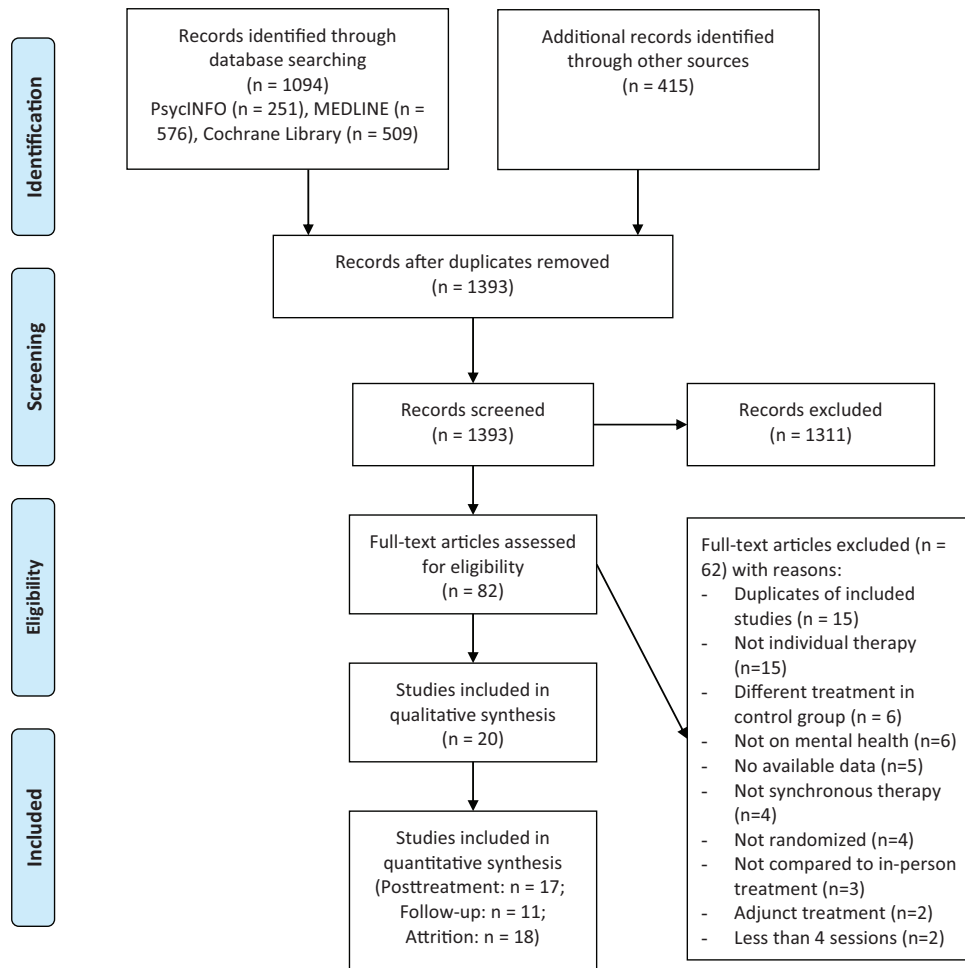 Identification
Records identified through
database searching
(n = 1094)
PsycINFO (n = 251), MEDLINE (n =
576), Cochrane Library (n = 509)
Additional records identified
through other sources
(n = 415)
Records after duplicates removed
(n = 1393)
Screening
Records screened
(n = 1393)
Records excluded
(n = 1311)
Eligibility
Full-text articles assessed
for eligibility
(n = 82)
Full-text articles excluded (n =
62) with reasons:
- Duplicates of included
studies (n = 15)
- Not individual therapy
(n=15)
- Different treatment in
control group (n = 6)
- Not on mental health (n=6)
- No available data (n=5)
- Not synchronous therapy
(n=4)
- Not randomized (n=4)
- Not compared to in-person
treatment (n=3)
- Adjunct treatment (n=2)
- Less than 4 sessions (n=2)
Studies included in
qualitative synthesis
(n = 20)
Included
Studies included in
quantitative synthesis
(Posttreatment: n = 17;
Follow-up: n = 11;
Attrition: n = 18)